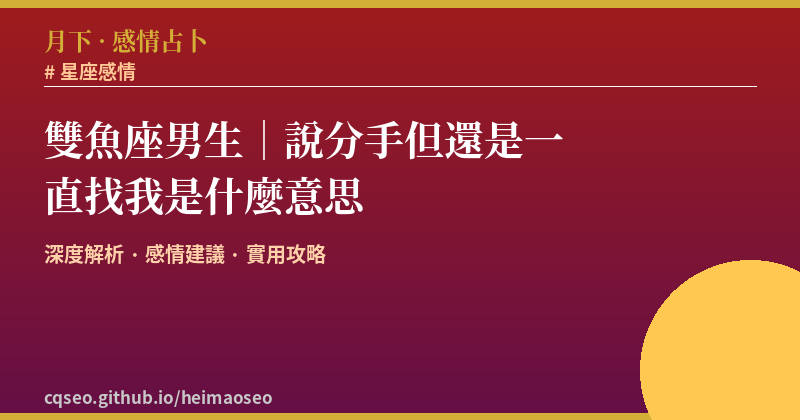 月下 · 感情占卜
# 星座感情
雙魚座男生｜說分手但還是一
直找我是什麼意思
深度解析 · 感情建議 · 實用攻略
cqseo.github.io/heimaoseo